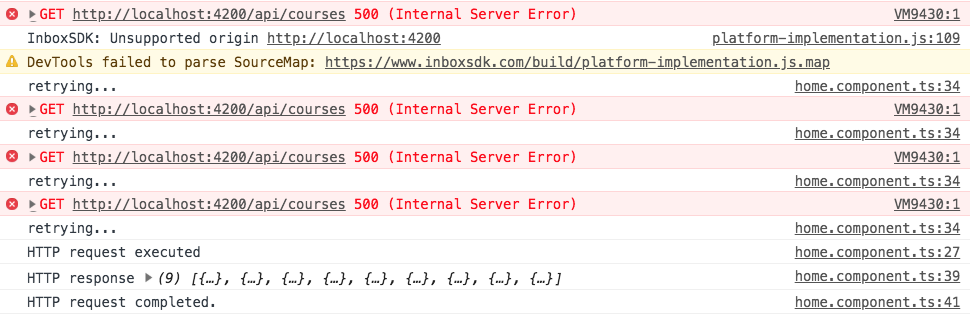 GET http://localhost:4200/api/courses 500 (Internal Server Error) VM9430:1
InboxSDK: Unsupported origin http://localhost:4200 platform-implementation.js:109
DevTools failed to parse SourceMap: https://www.inboxsdk.com/build/platform-implementation.js.map
retrying... home.component.ts:34
GET http://localhost:4200/api/courses 500 (Internal Server Error) VM9430:1
retrying... home.component.ts:34
GET http://localhost:4200/api/courses 500 (Internal Server Error) VM9430:1
retrying... home.component.ts:34
GET http://localhost:4200/api/courses 500 (Internal Server Error) VM9430:1
retrying... home.component.ts:34
HTTP request executed home.component.ts:27
HTTP response (9) [{…}, {…}, {…}, {…}, {…}, {…}, {…}, {…}, {…}] home.component.ts:39
HTTP request completed. home.component.ts:41